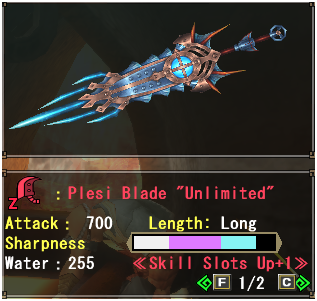 Z : Plesi Blade "Unlimited"
Attack : 700 Length: Long
Sharpness
Water : 255 ≪Skill Slots Up+1≫
F 1/2 C